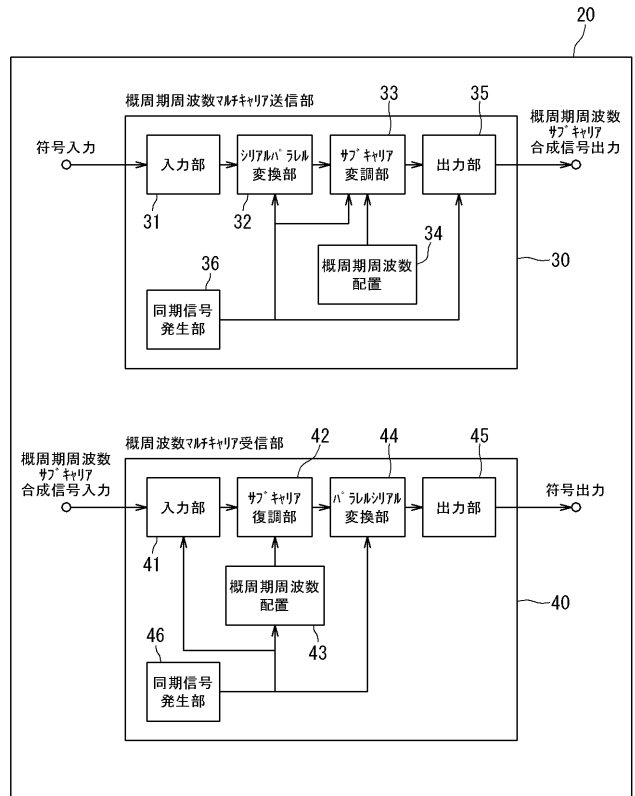 20
概周期周波数マルチキャリア送信部
33
35
概周期周波数
サブキャリア
合成信号出力
符号入力
入力部
シリアルパラレル
変換部
サブキャリア
変調部
出力部
31
32
34
36
概周期周波数
配置
30
同期信号
発生部
概周波数マルチキャリア受信部
42
44
45
概周期周波数
サブキャリア
合成信号入力
符号出力
入力部
サブキャリア
復調部
パラレルシリアル
変換部
出力部
41
概周期周波数
配置
40
46
43
同期信号
発生部